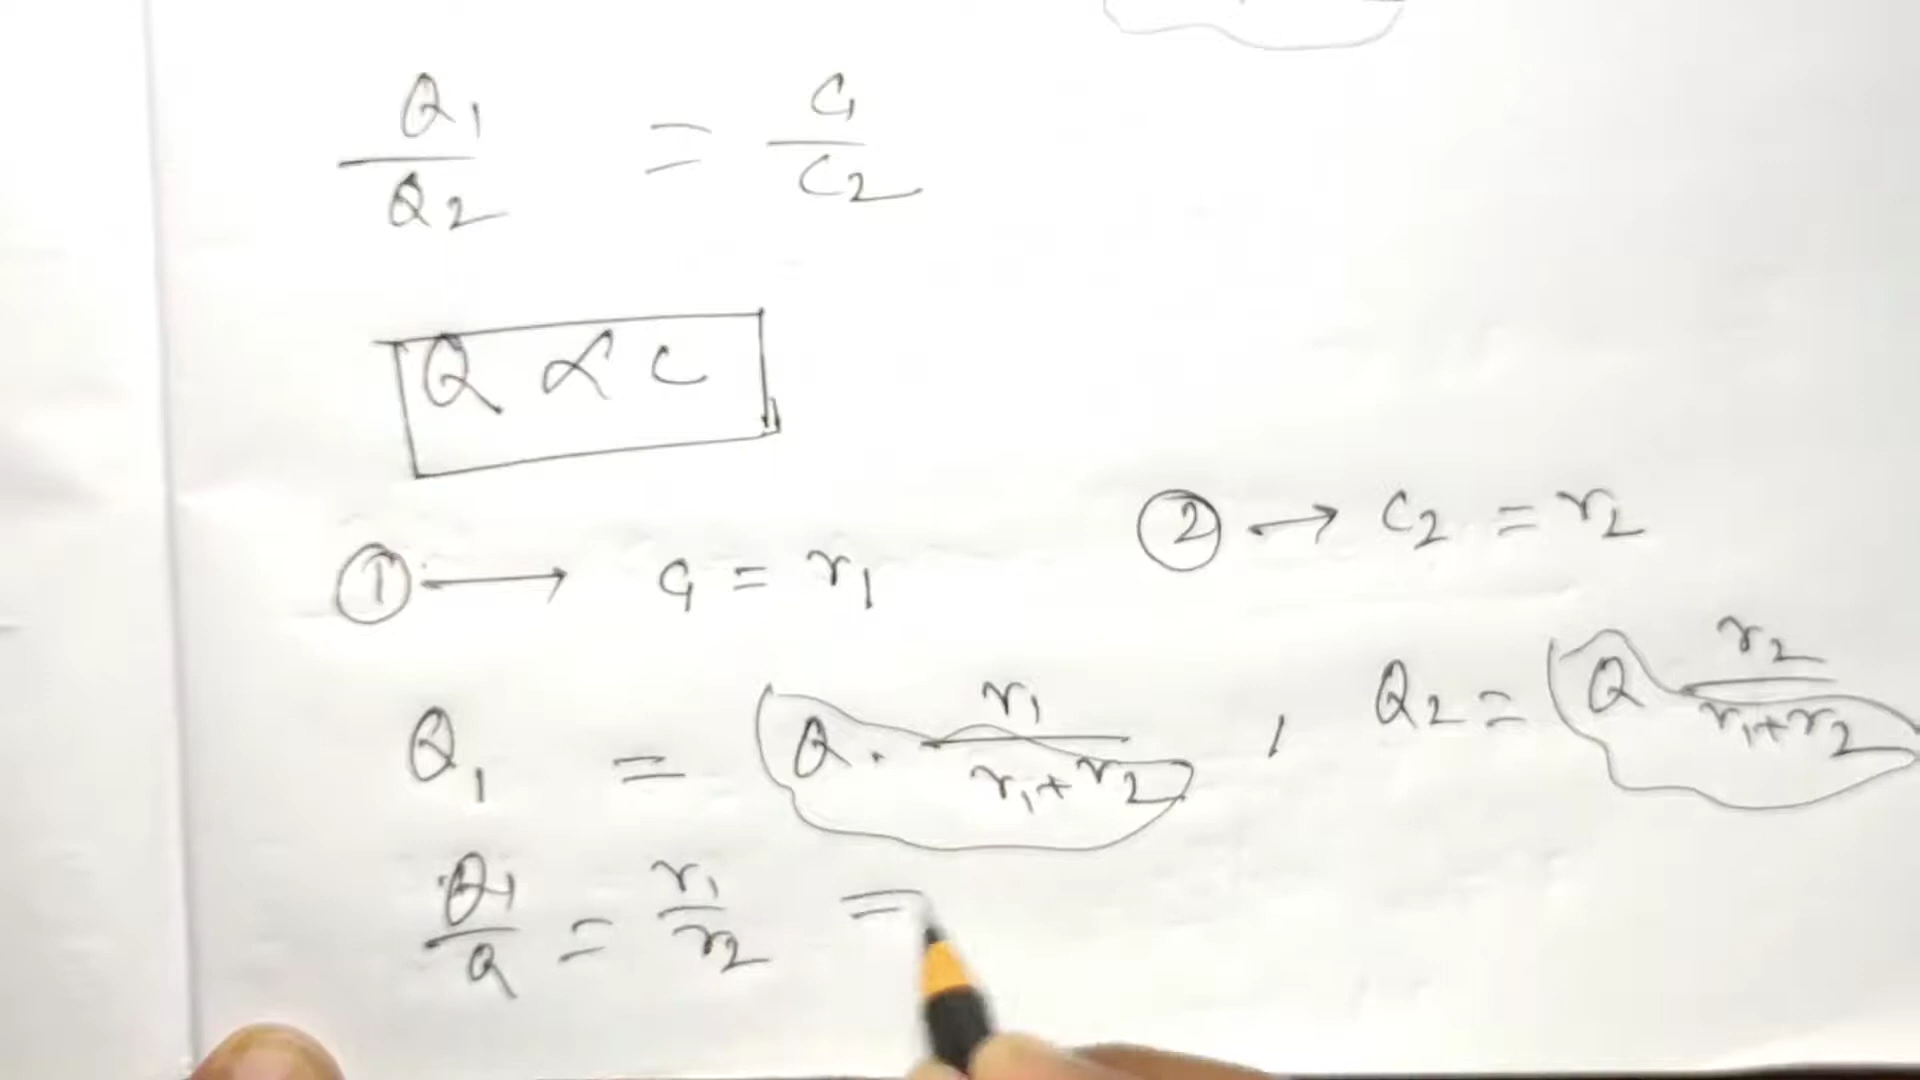 Q1/Q2 = C1/C2
Q ∝ C
① → C1 = r1
② → C2 = r2
Q1 = Q · r1/(r1+r2) , Q2 = Q r2/(r1+r2)
Q1/Q = r1/r2 =